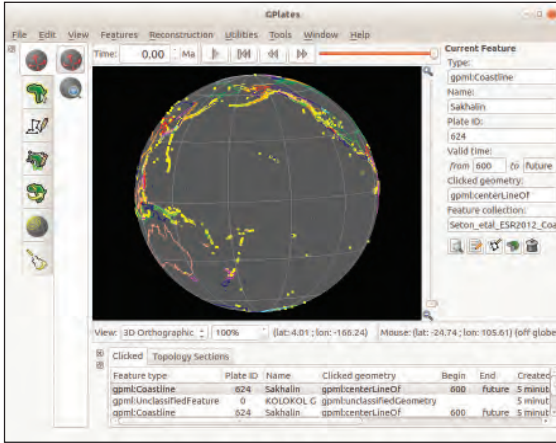 GPlates
File Edit View Features Reconstruction Utilities Tools Window Help
Time: 0.00 Ma
Current Feature
Type:
gpml:Coastline
Name:
Sakhalin
Plate ID:
624
Valid time:
from 600 to future
Clicked geometry:
gpml:centerLineOf
Feature collection:
Seton_etal_ESR2012_Coa
View: 3D Orthographic 100% (lat: 4.01 ; lon: -166.24) Mouse: (lat: -24.74 ; lon: 105.61) (off globe
Clicked Topology Sections
Feature type Plate ID Name Clicked geometry Begin End Created
gpml:Coastline 624 Sakhalin gpml:centerLineOf 600 future 5 minut
gpml:UnclassifiedFeature 0 KOLOKOL G gpml:unclassifiedGeometry 5 minut
gpml:Coastline 624 Sakhalin gpml:centerLineOf 600 future 5 minut